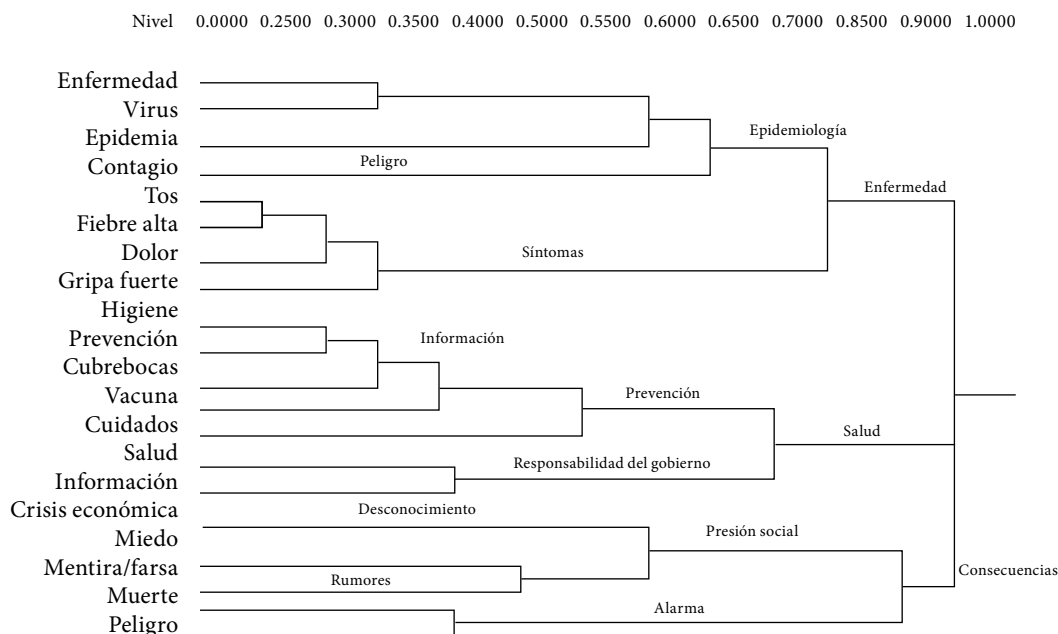 Nivel 0.0000 0.2500 0.3000 0.3500 0.4000 0.5000 0.5500 0.6000 0.6500 0.7000 0.8500 0.9000 1.0000
Enfermedad
Virus
Epidemia
Epidemiología
Contagio
Peligro
Enfermedad
Tos
Fiebre alta
Dolor
Síntomas
Gripa fuerte
Higiene
Prevención
Información
Cubrebocas
Vacuna
Prevención
Cuidados
Salud
Salud
Responsabilidad del gobierno
Información
Crisis económica
Desconocimiento
Miedo
Presión social
Mentira/farsa
Rumores
Consecuencias
Muerte
Alarma
Peligro